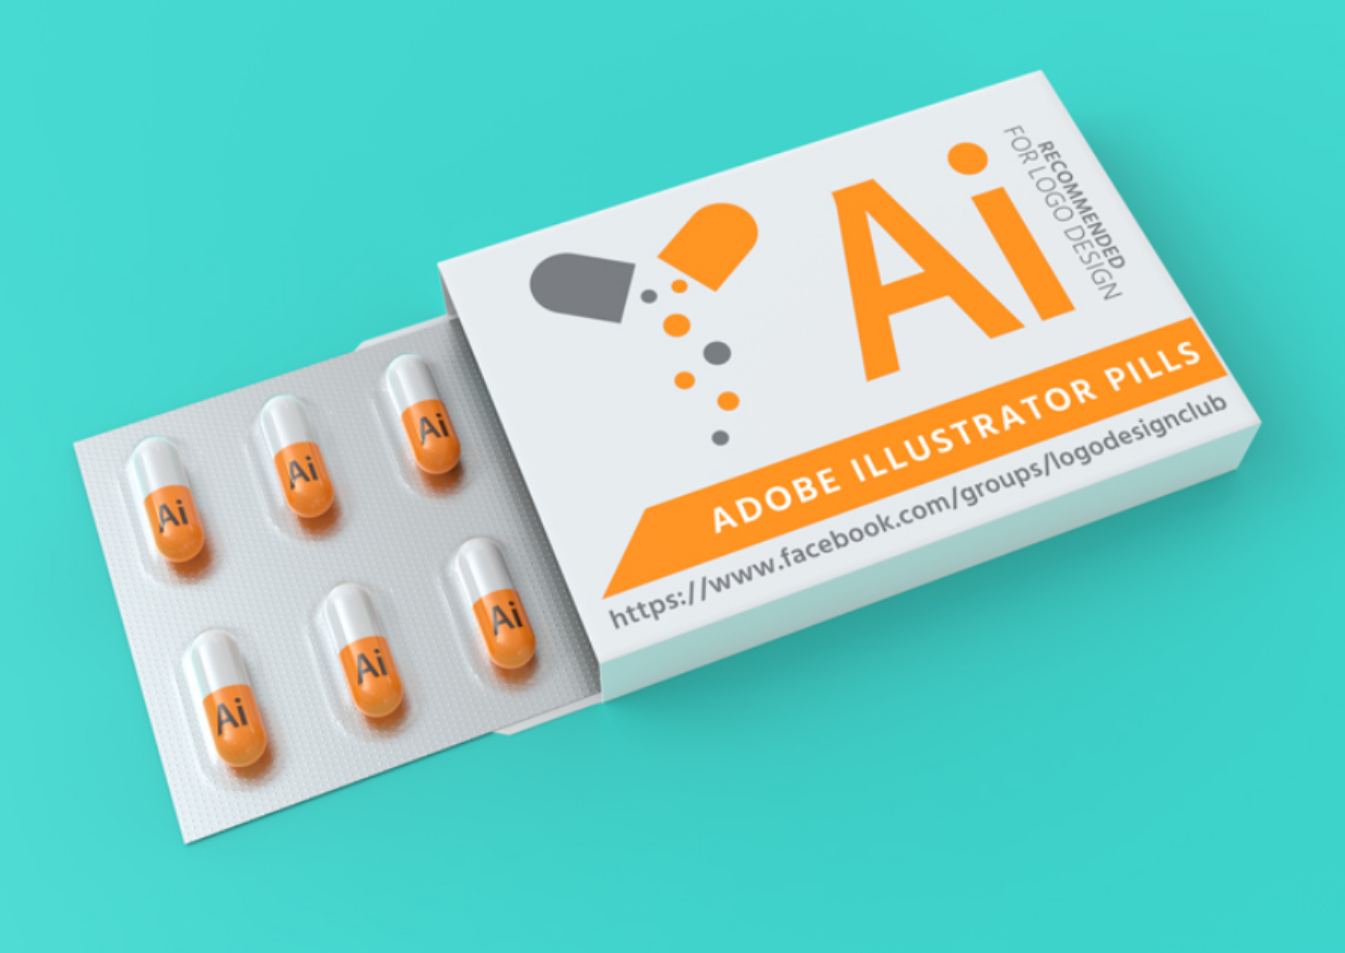 Ai
RECOMMENDED
FOR LOGO DESIGN
ADOBE ILLUSTRATOR PILLS
https://www.facebook.com/groups/logodesignclub
Ai
Ai
Ai
Ai
Ai
Ai